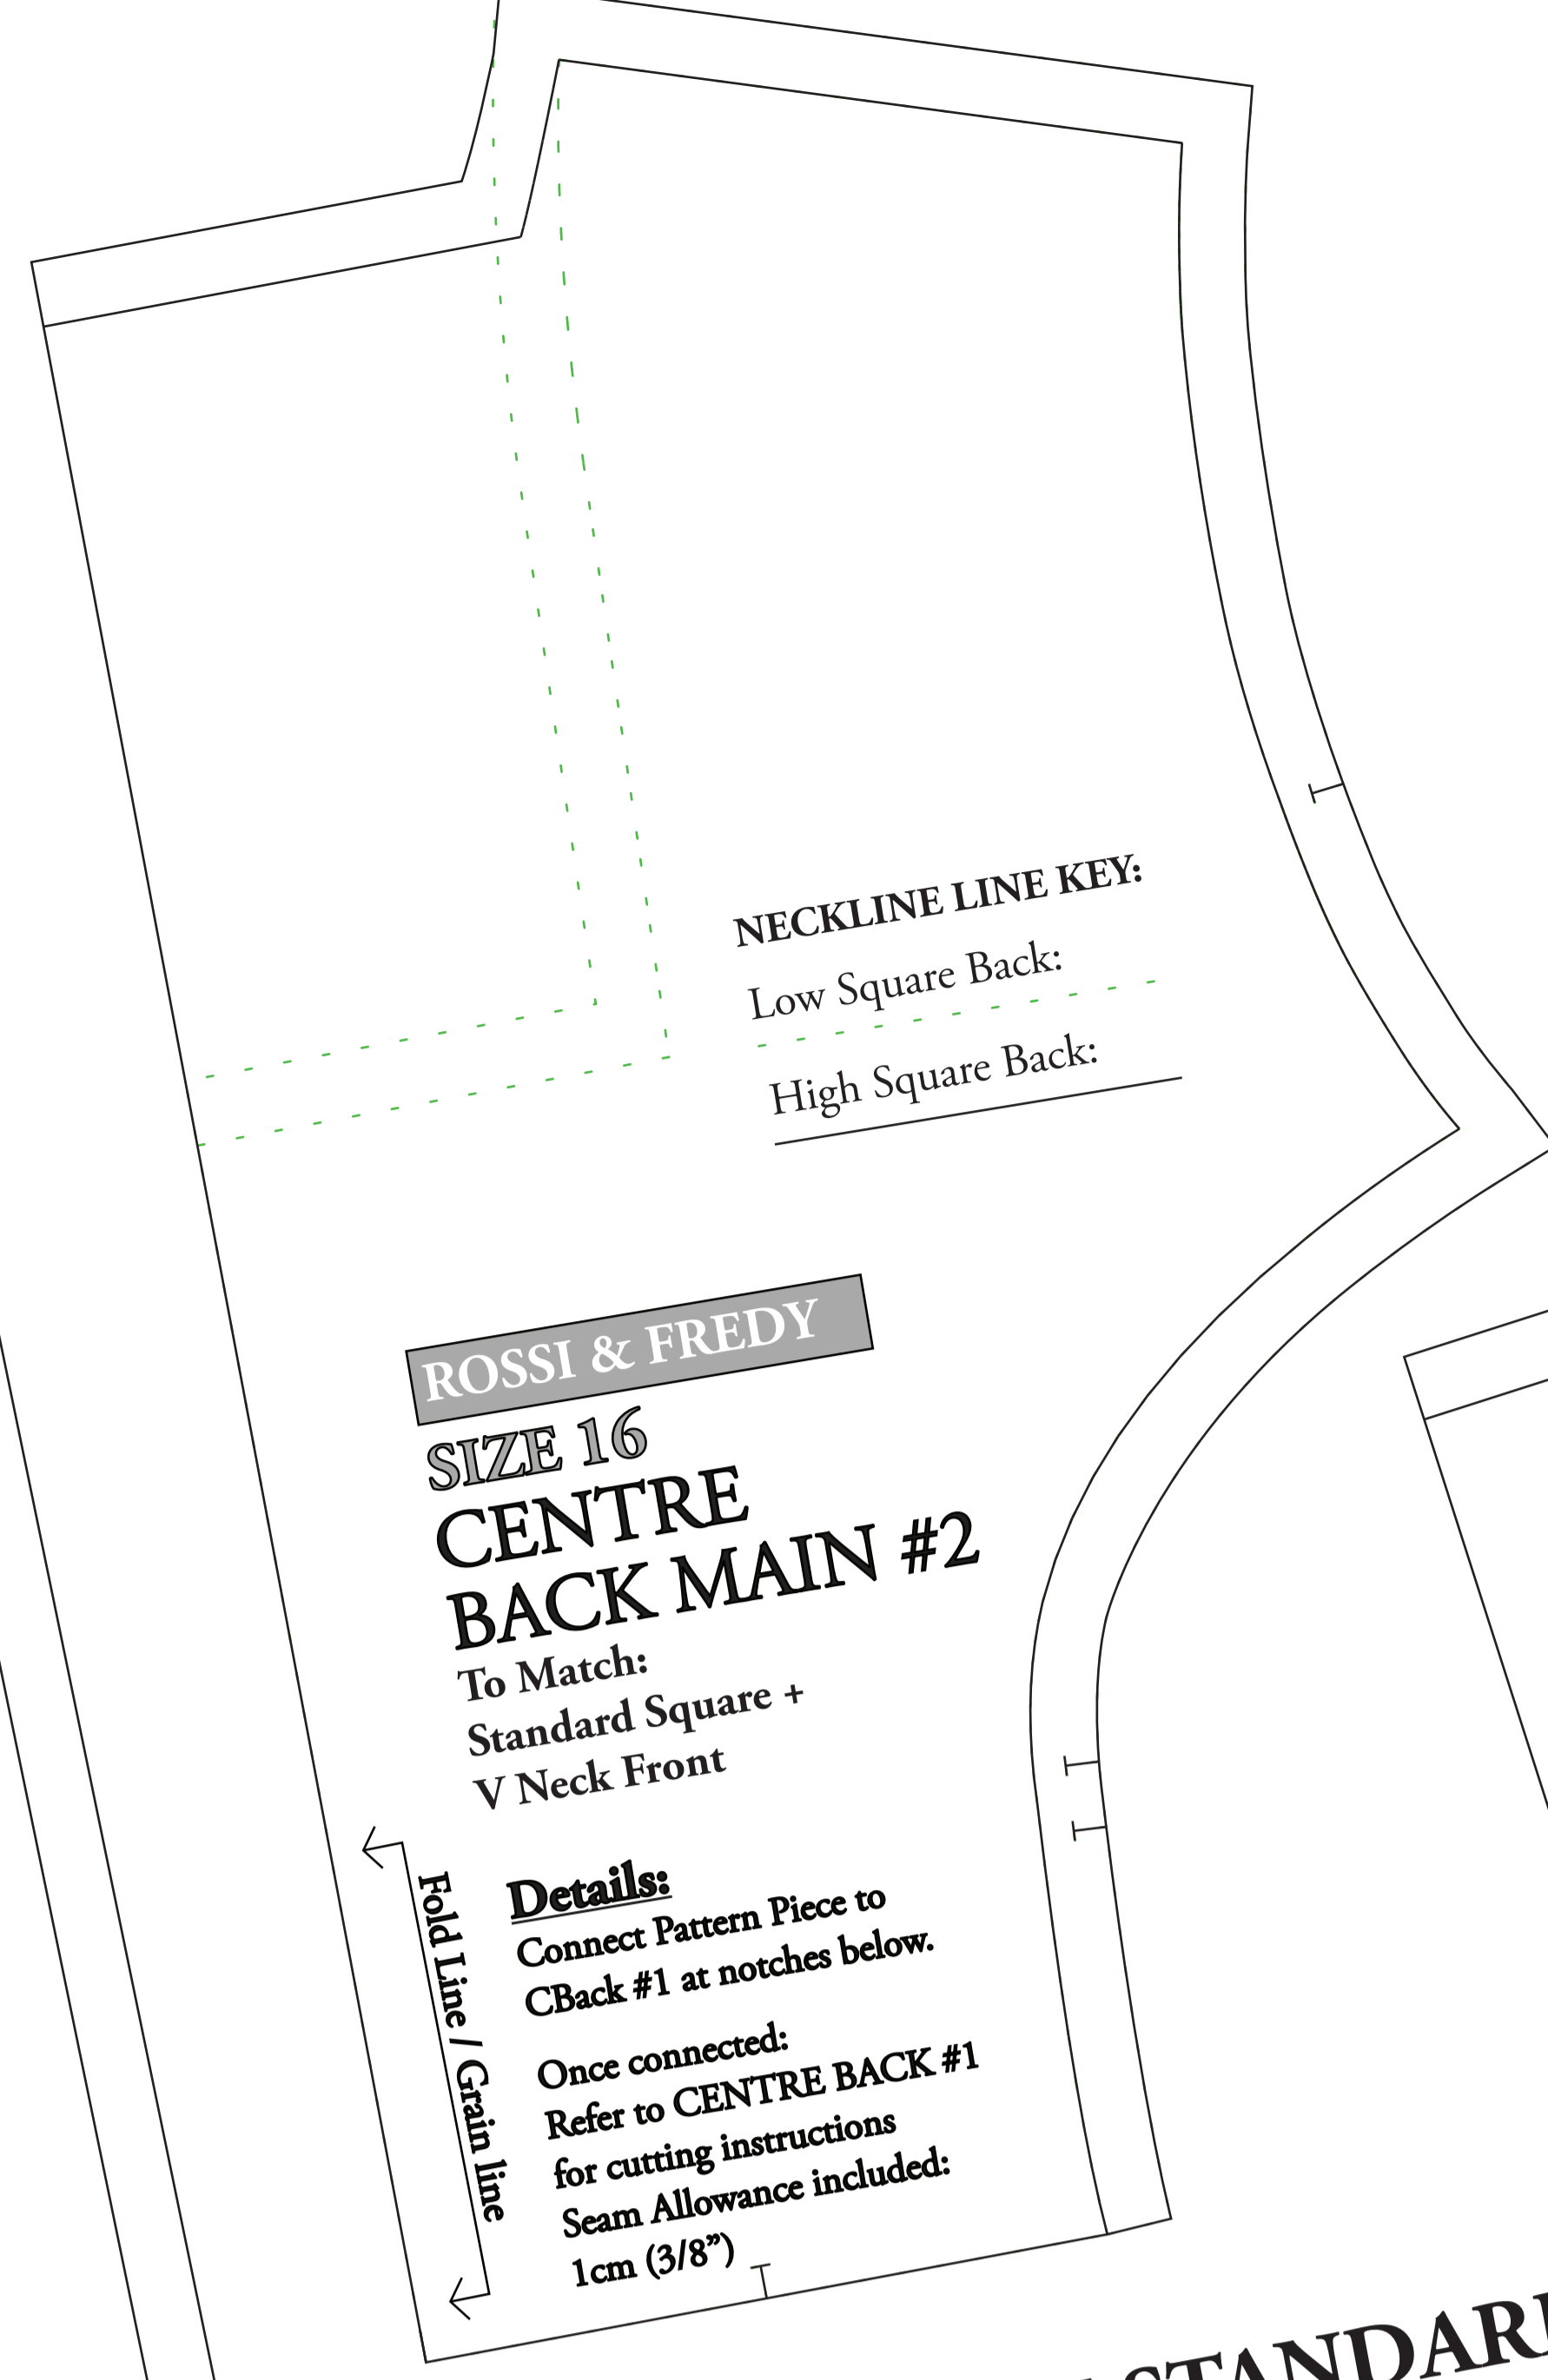 NECKLINE LINE KEY:
Low Square Back:
High Square Back:
ROSSI & FREDY
SIZE 16
CENTRE
BACK MAIN #2
To Match:
Standard Square +
V Neck Front
Fold Line / Grain line
Details:
Connect Pattern Piece to
CBack #1 at notches below.
Once connected:
Refer to CENTRE BACK #1
for cutting instructions
Seam Allowance included:
1cm (3/8”)